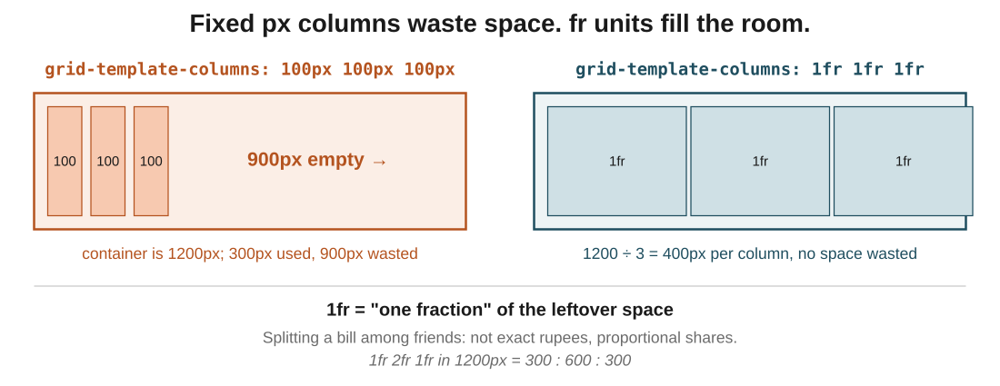 Fixed px columns waste space. fr units fill the room.
grid-template-columns: 100px 100px 100px
100 100 100
900px empty →
container is 1200px; 300px used, 900px wasted
grid-template-columns: 1fr 1fr 1fr
1fr 1fr 1fr
1200 ÷ 3 = 400px per column, no space wasted
1fr = "one fraction" of the leftover space
Splitting a bill among friends: not exact rupees, proportional shares.
1fr 2fr 1fr in 1200px = 300 : 600 : 300